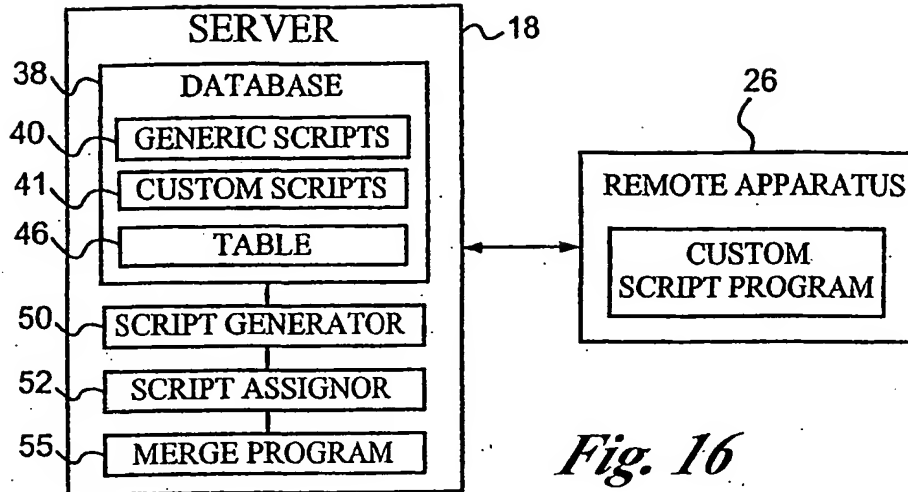 SERVER
18
38
DATABASE
40
GENERIC SCRIPTS
41
CUSTOM SCRIPTS
46
TABLE
50
SCRIPT GENERATOR
52
SCRIPT ASSIGNOR
55
MERGE PROGRAM
26
REMOTE APPARATUS
CUSTOM
SCRIPT PROGRAM
Fig. 16